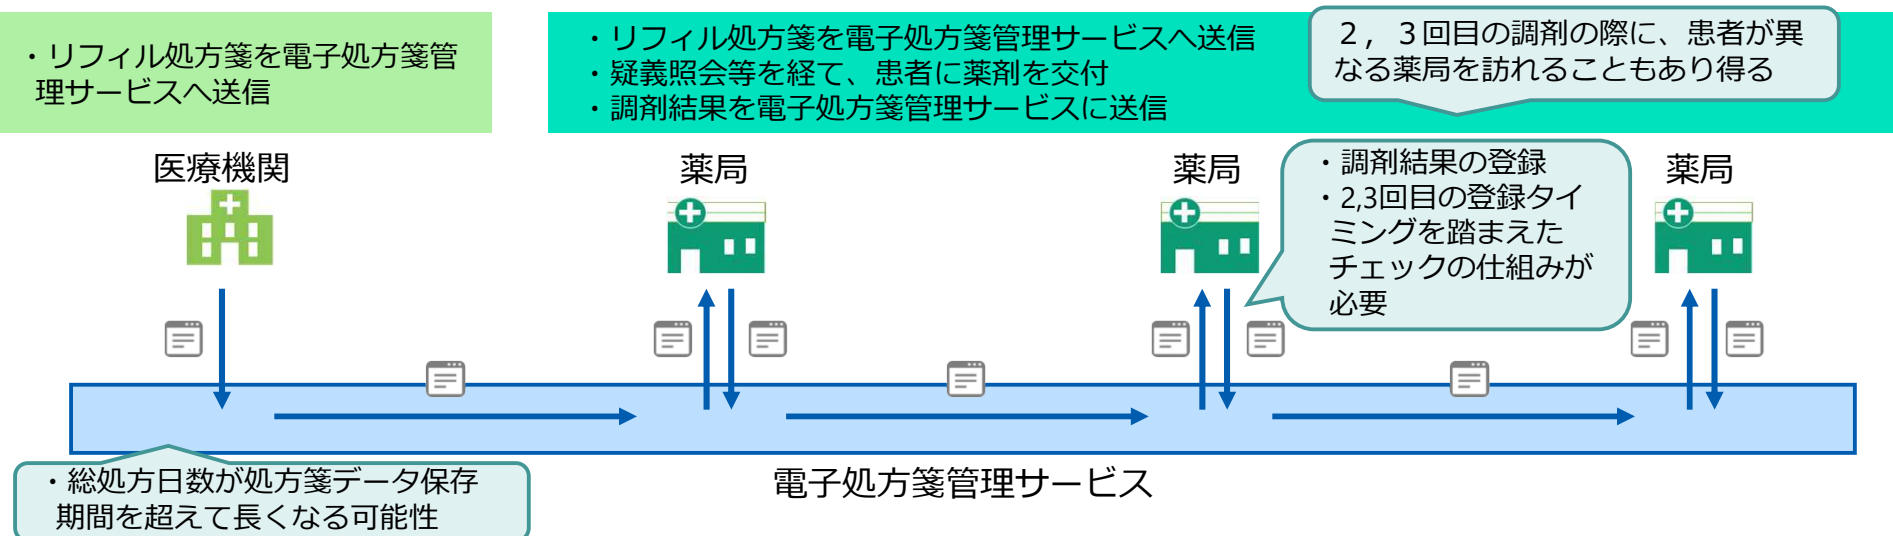 ・リフィル処方箋を電子処方箋管
理サービスへ送信
・リフィル処方箋を電子処方箋管理サービスへ送信
・疑義照会等を経て、患者に薬剤を交付
・調剤結果を電子処方箋管理サービスに送信
２，３回目の調剤の際に、患者が異
なる薬局を訪れることもあり得る
医療機関
薬局
薬局
・調剤結果の登録
・2,3回目の登録タイ
ミングを踏まえた
チェックの仕組みが
必要
薬局
・総処方日数が処方箋データ保存
期間を超えて長くなる可能性
電子処方箋管理サービス